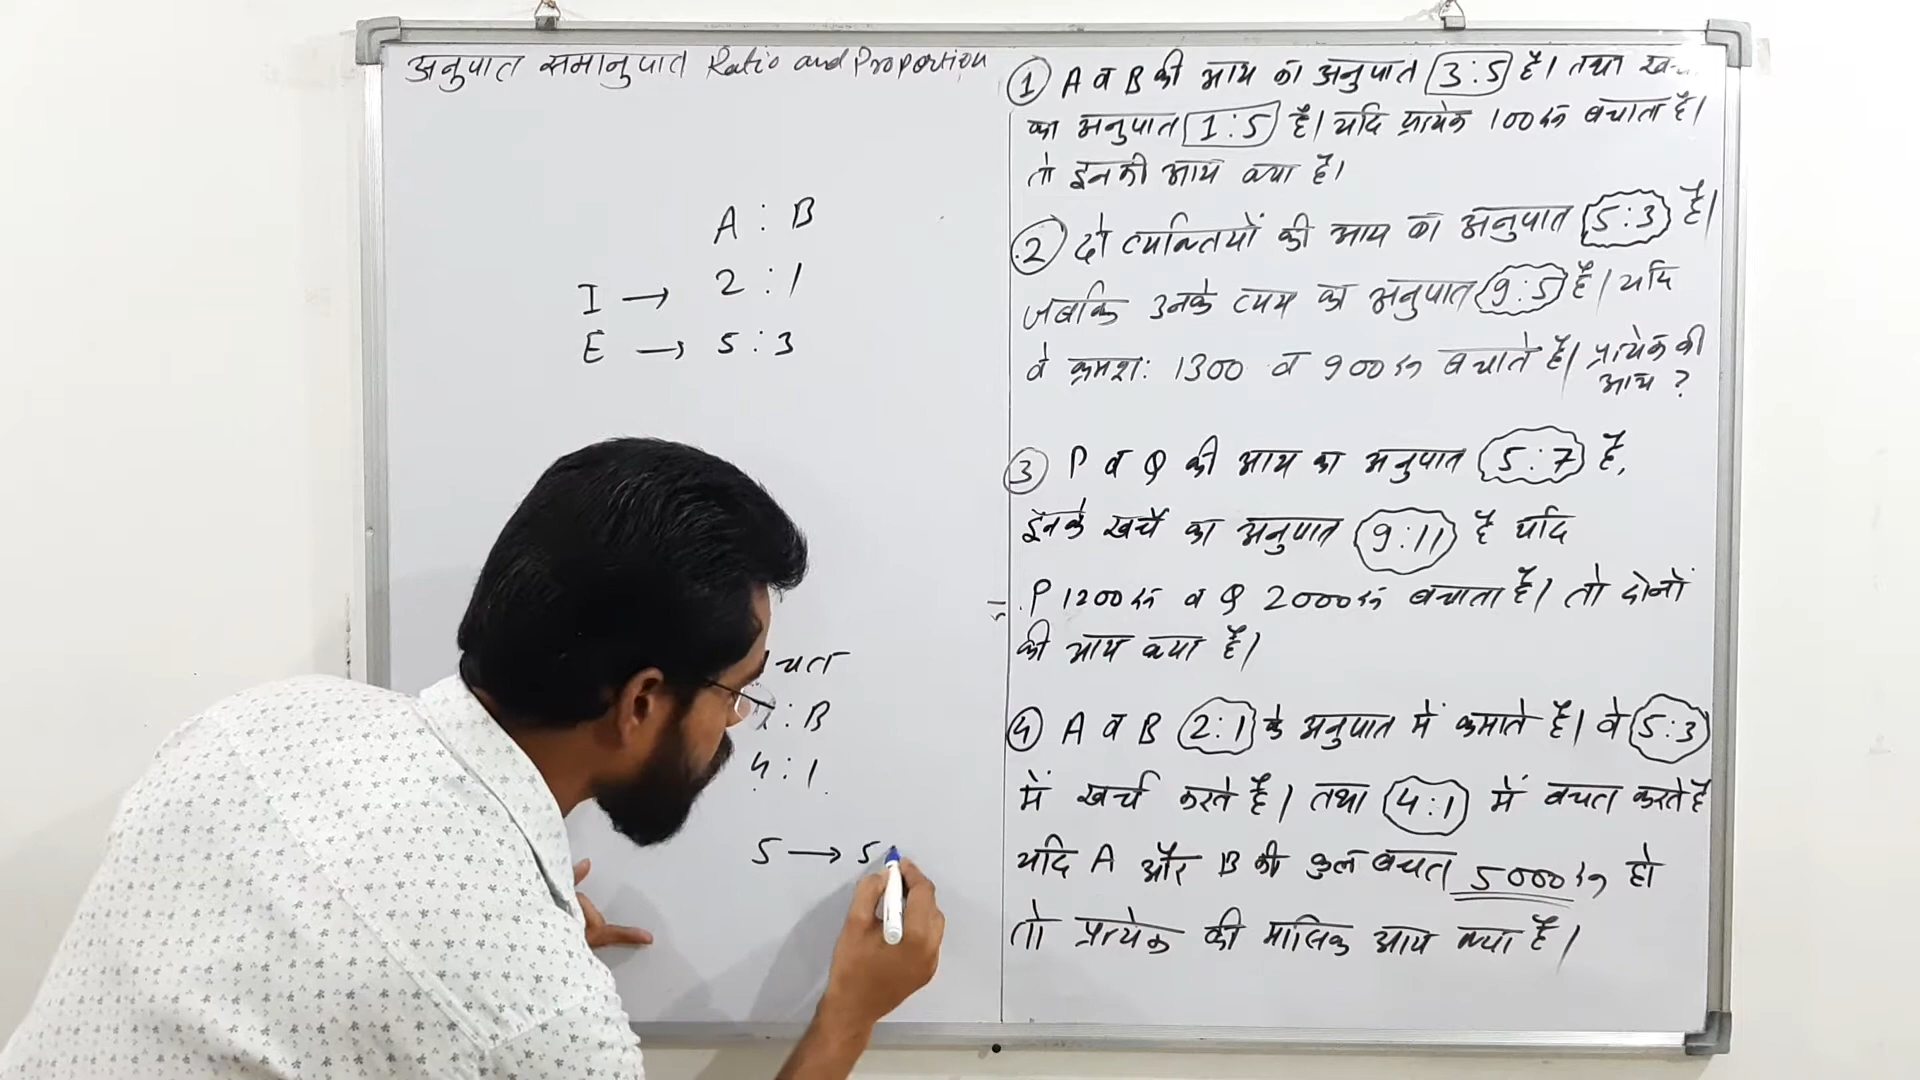 अनुपात समानुपात Ratio and Proportion
A : B
I → 2 : 1
E → 5 : 3
चत
: B
4 : 1
5 → 5
① A व B की आय का अनुपात 3:5 है। तथा
का अनुपात 1:5 है। यदि प्रत्येक 100रु बचाता है।
तो इनकी आय क्या है।
② दो व्यक्तियों की आय का अनुपात 5:3 है।
जबकि उनके व्यय का अनुपात 9:5 है। यदि
वे क्रमश: 1300 व 900रु बचाते है। प्रत्येक की
आय ?
③ P व Q की आय का अनुपात 5:7 है,
इनके खर्चे का अनुपात 9:11 है यदि
P 1200रु व Q 2000रु बचाता है। तो दोनों
की आय क्या है।
④ A व B 2:1 के अनुपात में कमाते है। वे 5:3
में खर्च करते है। तथा 4:1 में बचत करते है
यदि A और B की कुल बचत 5000रु हो
तो प्रत्येक की मासिक आय क्या है।